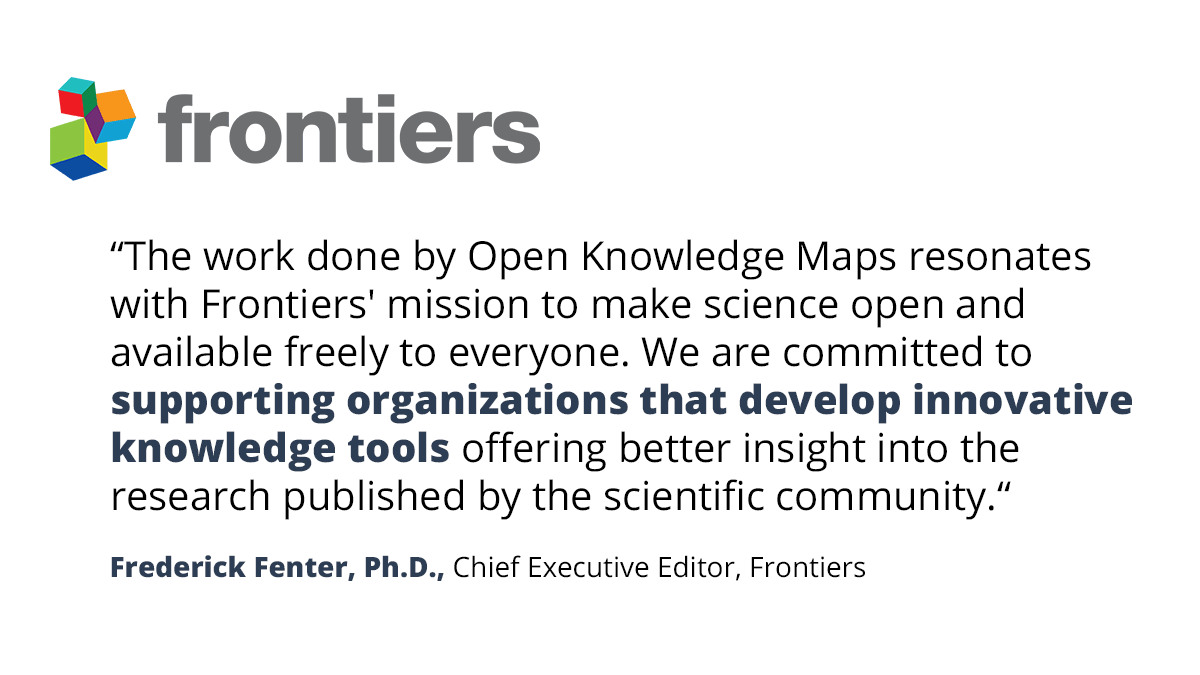 frontiers
“The work done by Open Knowledge Maps resonates
with Frontiers' mission to make science open and
available freely to everyone. We are committed to
supporting organizations that develop innovative
knowledge tools offering better insight into the
research published by the scientific community.“
Frederick Fenter, Ph.D., Chief Executive Editor, Frontiers